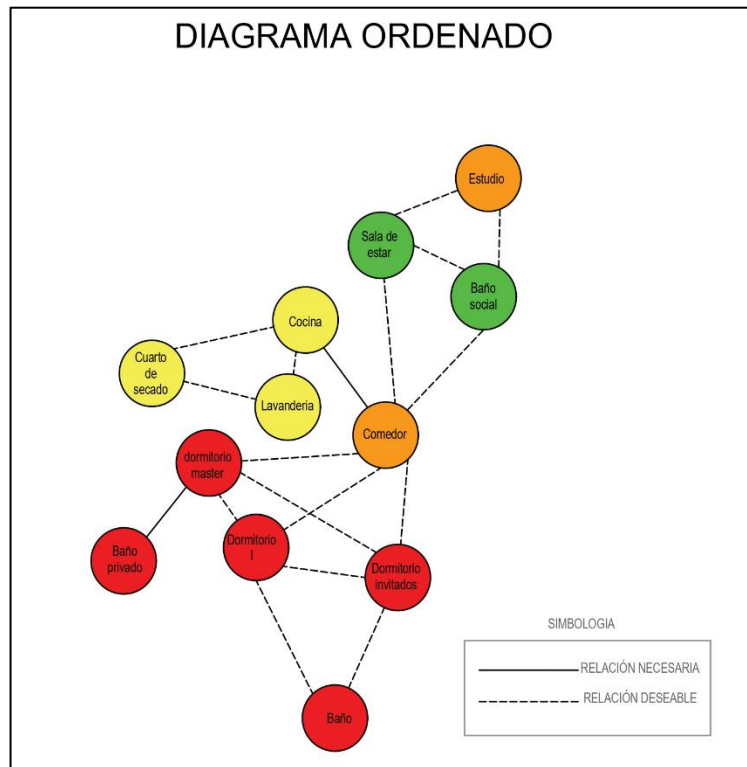 DIAGRAMA ORDENADO
Estudio
Sala de
estar
Baño
social
Cocina
Cuarto
de
secado
Lavanderia
Comedor
dormitorio
master
Baño
privado
Dormitorio
I
Dormitorio
invitados
Baño
SIMBOLOGIA
RELACIÓN NECESARIA
RELACIÓN DESEABLE